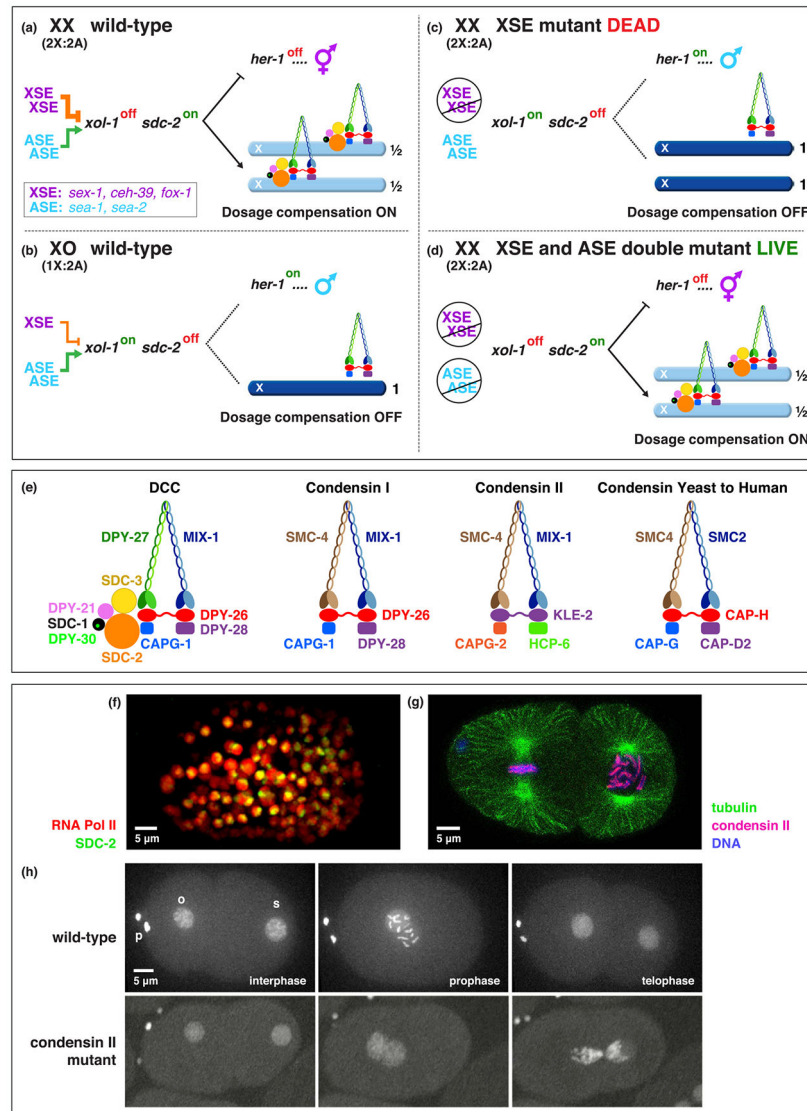 (a) XX wild-type
(2X:2A)
her-1 off ....
XSE
XSE
xol-1 off sdc-2 on
ASE
ASE
X ½
X ½
XSE: sex-1, ceh-39, fox-1
ASE: sea-1, sea-2
Dosage compensation ON
(b) XO wild-type
(1X:2A)
her-1 on ....
XSE
xol-1 on sdc-2 off
ASE
ASE
X 1
Dosage compensation OFF
(c) XX XSE mutant DEAD
(2X:2A)
her-1 on ....
XSE
XSE
xol-1 on sdc-2 off
ASE
ASE
X 1
X 1
Dosage compensation OFF
(d) XX XSE and ASE double mutant LIVE
(2X:2A)
her-1 off ....
XSE
XSE
xol-1 off sdc-2 on
ASE
ASE
X ½
X ½
Dosage compensation ON
(e) DCC Condensin I Condensin II Condensin Yeast to Human
DPY-27 MIX-1 SMC-4 MIX-1 SMC-4 MIX-1 SMC4 SMC2
SDC-3
DPY-21
SDC-1
DPY-30
SDC-2
DPY-26 DPY-26 KLE-2 CAP-H
DPY-28
CAPG-1 CAPG-1 DPY-28 CAPG-2 HCP-6 CAP-G CAP-D2
(f) (g)
RNA Pol II
SDC-2
5 µm
5 µm
tubulin
condensin II
DNA
(h)
wild-type
o s
p
5 µm
interphase prophase telophase
condensin II
mutant